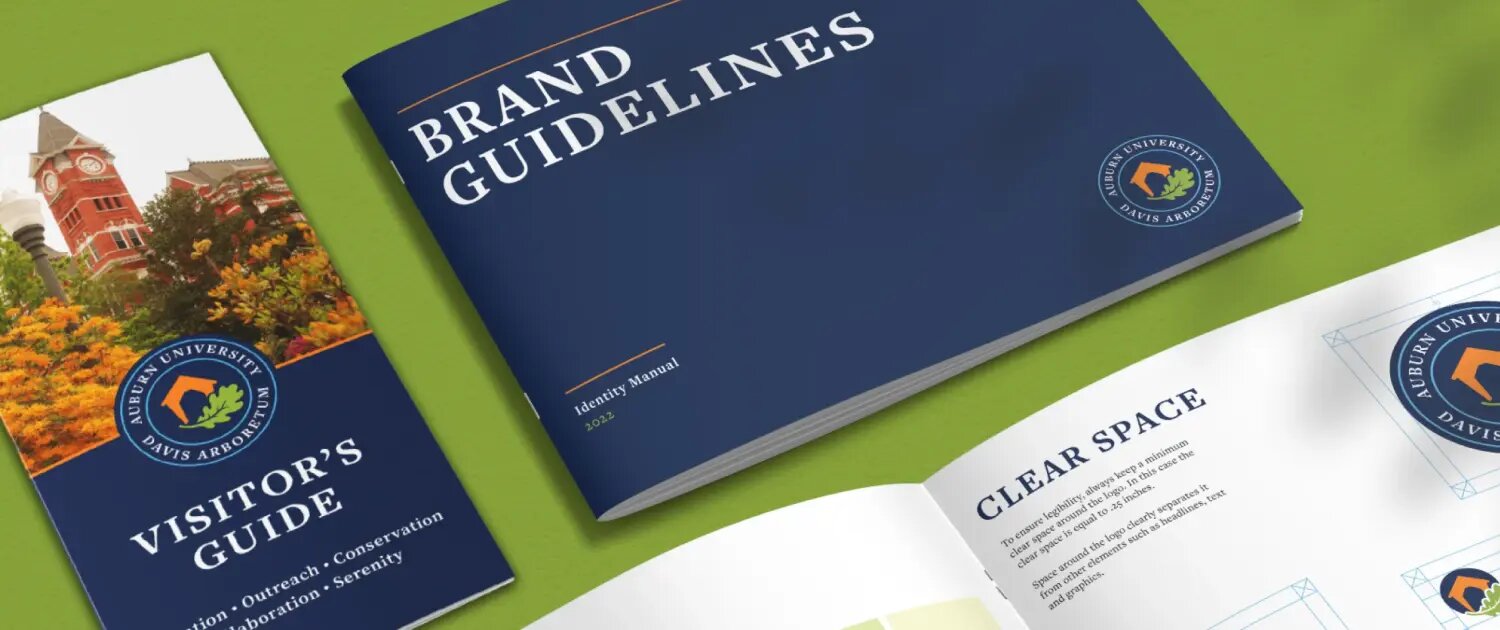 BRAND
GUIDELINES
AUBURN UNIVERSITY
DAVIS ARBORETUM
Identity Manual
2022
AUBURN UNIVERSITY
DAVIS ARBORETUM
VISITOR'S
GUIDE
• Outreach • Conservation
• Serenity
CLEAR SPACE
To ensure legibility, always keep a minimum
clear space around the logo. In this case the
clear space is equal to .25 inches.
Space around the logo clearly separates it
from other elements such as headlines, text
and graphics.
AUBURN
DAVIS